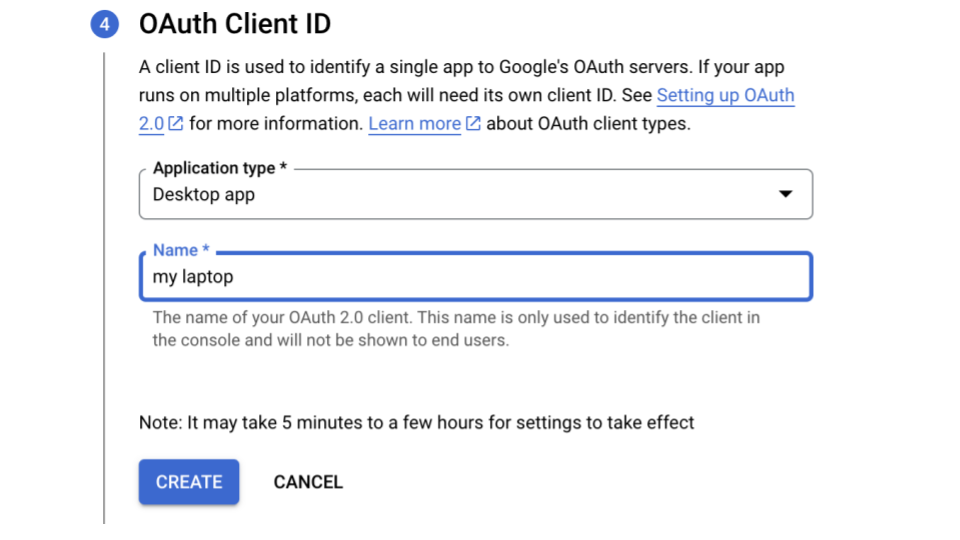 4 OAuth Client ID
A client ID is used to identify a single app to Google's OAuth servers. If your app
runs on multiple platforms, each will need its own client ID. See Setting up OAuth
2.0 for more information. Learn more about OAuth client types.
Application type *
Desktop app
Name *
my laptop
The name of your OAuth 2.0 client. This name is only used to identify the client in
the console and will not be shown to end users.
Note: It may take 5 minutes to a few hours for settings to take effect
CREATE CANCEL